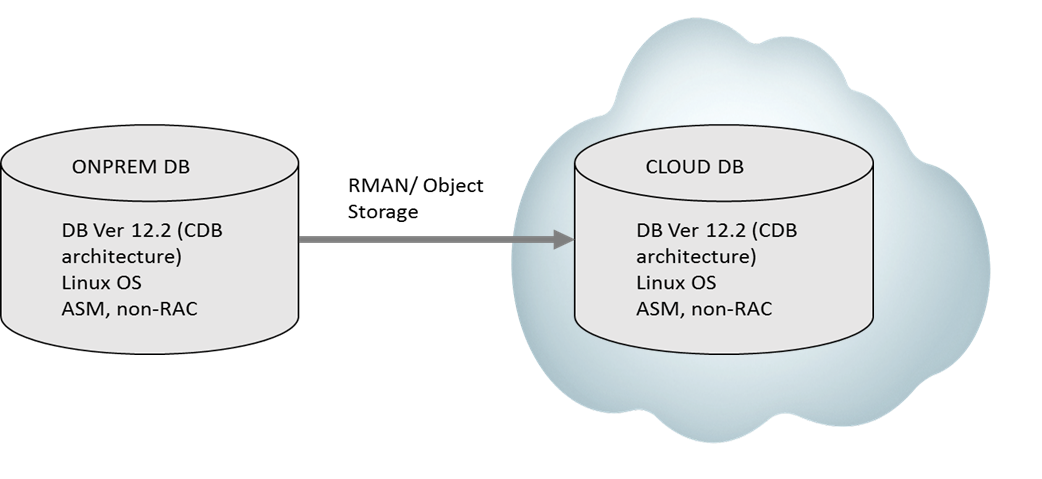 ONPREM DB
DB Ver 12.2 (CDB
architecture)
Linux OS
ASM, non-RAC
RMAN/ Object
Storage
CLOUD DB
DB Ver 12.2 (CDB
architecture)
Linux OS
ASM, non-RAC